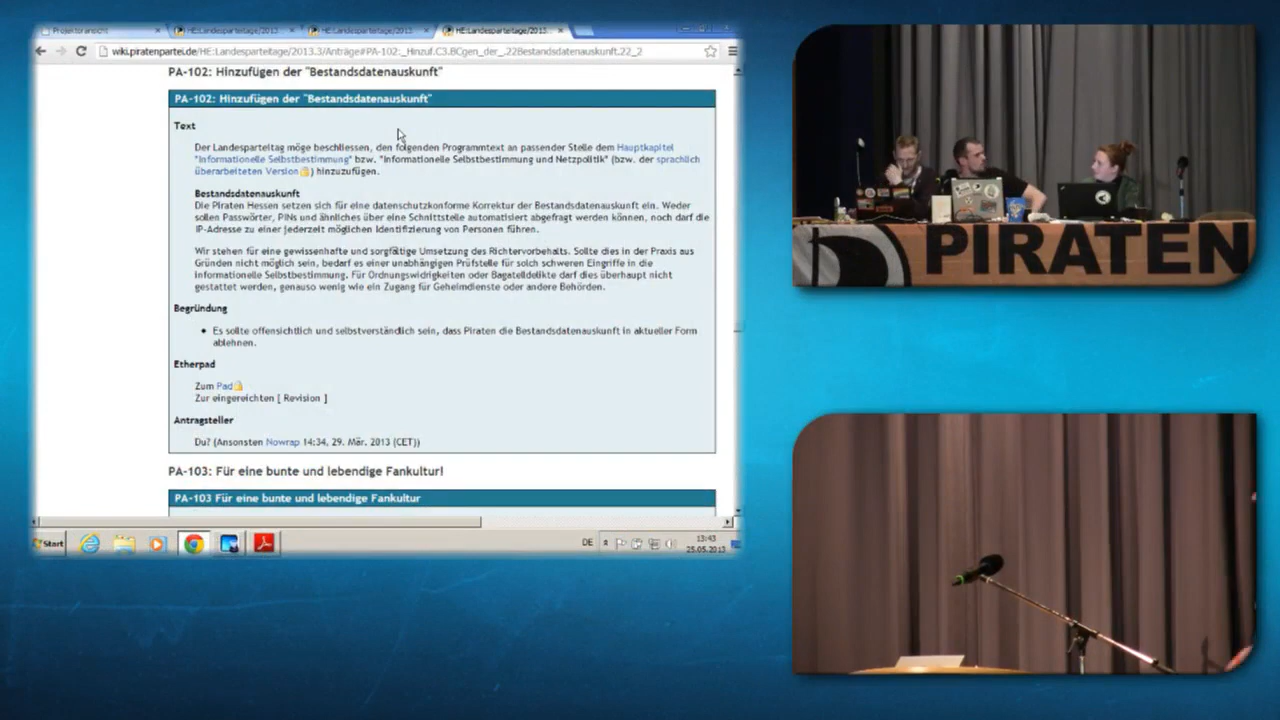 Projektoransicht
HE:Landesparteitage/2013...
HE:Landesparteitage/2013...
HE:Landesparteitage/2013...
wiki.piratenpartei.de/HE:Landesparteitage/2013.3/Anträge#PA-102:_Hinzuf.C3.BCgen_der_.22Bestandsdatenauskunft.22_2
PA-102: Hinzufügen der "Bestandsdatenauskunft"
PA-102: Hinzufügen der "Bestandsdatenauskunft"
Text
Der Landesparteitag möge beschliessen, den folgenden Programmtext an passender Stelle dem Hauptkapitel
"Informationelle Selbstbestimmung" bzw. "Informationelle Selbstbestimmung und Netzpolitik" (bzw. der sprachlich
überarbeiteten Version) hinzuzufügen.
Bestandsdatenauskunft
Die Piraten Hessen setzen sich für eine datenschutzkonforme Korrektur der Bestandsdatenauskunft ein. Weder
sollen Passwörter, PINs und ähnliches über eine Schnittstelle automatisiert abgefragt werden können, noch darf die
IP-Adresse zu einer jederzeit möglichen Identifizierung von Personen führen.
Wir stehen für eine gewissenhafte und sorgfältige Umsetzung des Richtervorbehalts. Sollte dies in der Praxis aus
Gründen nicht möglich sein, bedarf es einer unabhängigen Prüfstelle für solch schweren Eingriffe in die
informationelle Selbstbestimmung. Für Ordnungswidrigkeiten oder Bagatelldelikte darf dies überhaupt nicht
gestattet werden, genauso wenig wie ein Zugang für Geheimdienste oder andere Behörden.
Begründung
• Es sollte offensichtlich und selbstverständlich sein, dass Piraten die Bestandsdatenauskunft in aktueller Form
ablehnen.
Etherpad
Zum Pad
Zur eingereichten [ Revision ]
Antragsteller
Du? (Ansonsten Nowrap 14:34, 29. Mär. 2013 (CET))
PA-103: Für eine bunte und lebendige Fankultur!
PA-103 Für eine bunte und lebendige Fankultur
Start
DE
13:43
25.05.2013
PIRATEN